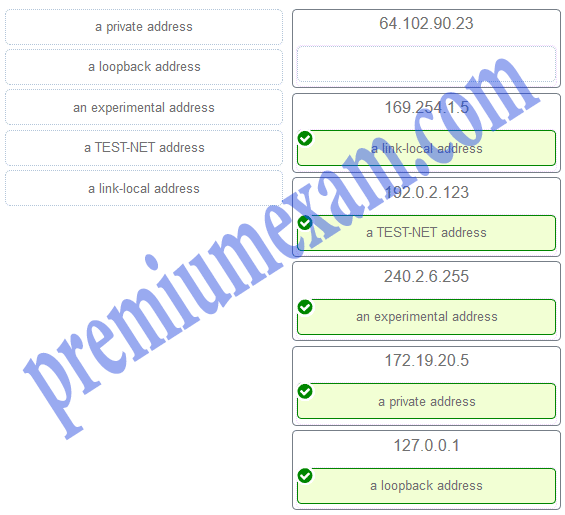 a private address
a loopback address
an experimental address
a TEST-NET address
a link-local address
64.102.90.23
169.254.1.5
a link-local address
192.0.2.123
a TEST-NET address
240.2.6.255
an experimental address
172.19.20.5
a private address
127.0.0.1
a loopback address
premiumexam.com